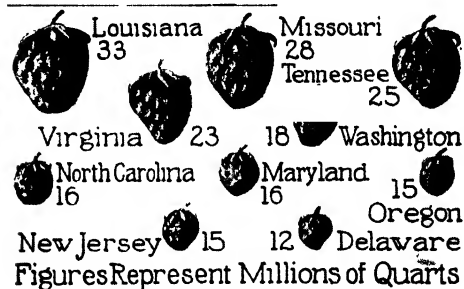 Louisiana
33
Missouri
28
Tennessee
25
Virginia 23
18 Washington
North Carolina
16
Maryland
16
15
Oregon
New Jersey 15
12 Delaware
Figures Represent Millions of Quarts